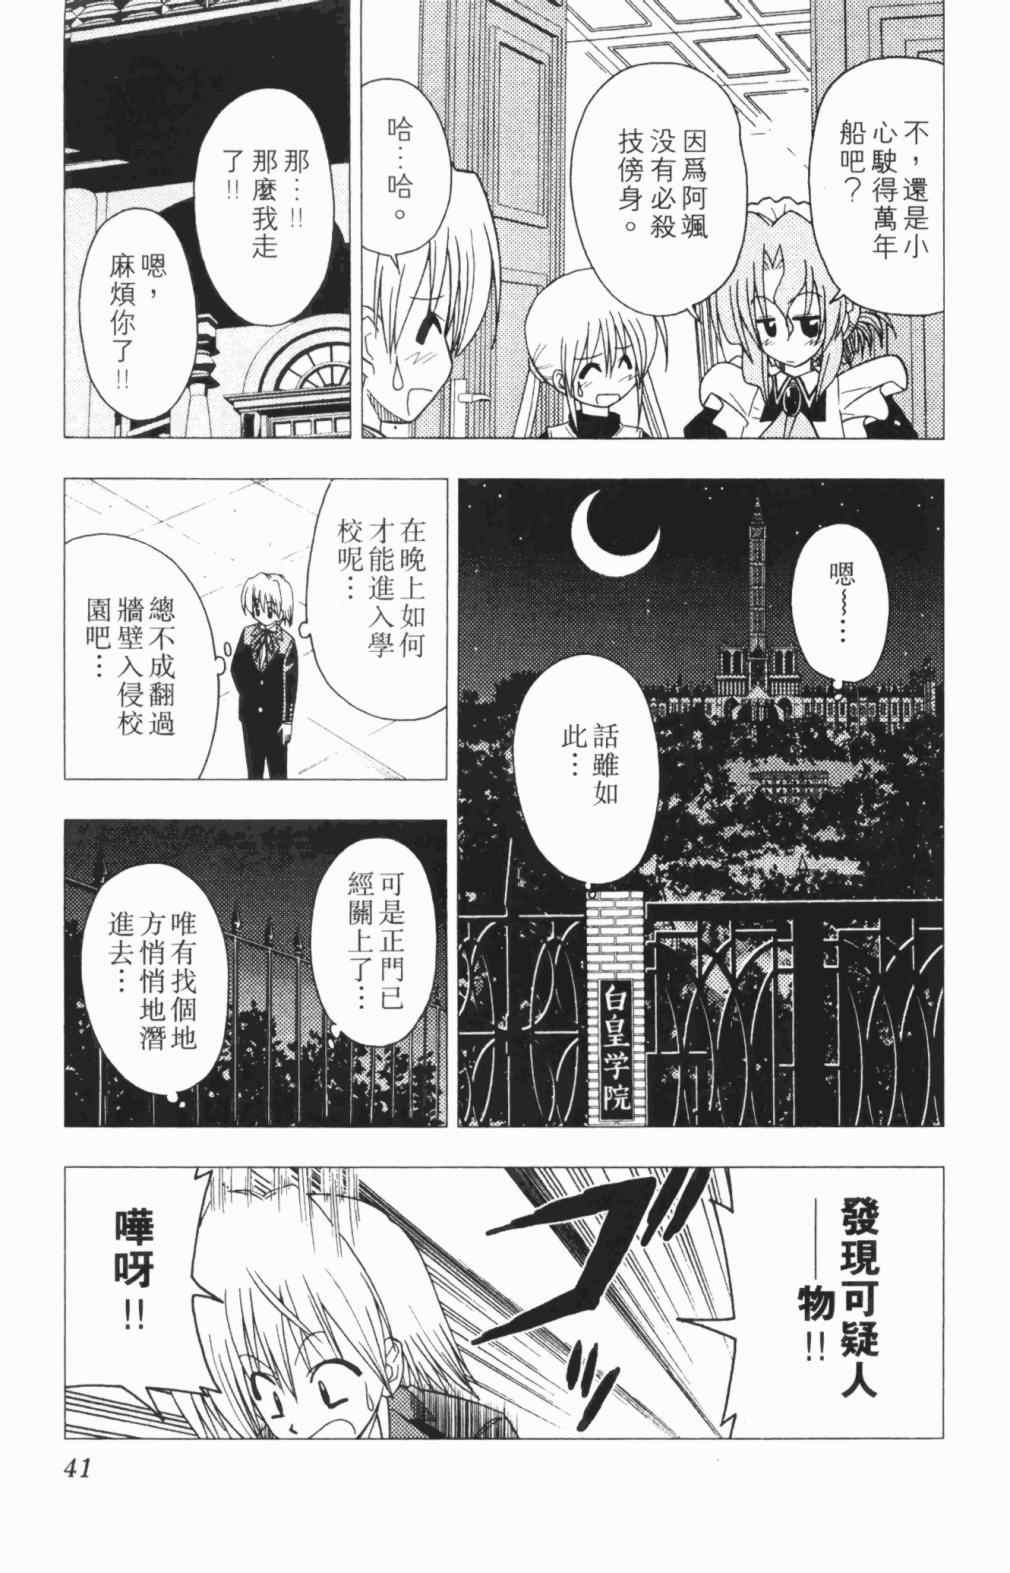 不，還是小
心駛得萬年
船吧？
因爲阿颯
没有必殺
技傍身。
哈…哈。
那…!!
那麼我走
了!!
嗯，
麻煩你了!!
嗯~~~……
話雖如
此…
白皇学院
在晚上如何
才能進入學
校呢…
總不成翻過
牆壁入侵校
園吧…
可是正門已
經關上了…
唯有找個地
方悄悄地潛
進去…
發現可疑人
——物!!
嘩呀!!
41